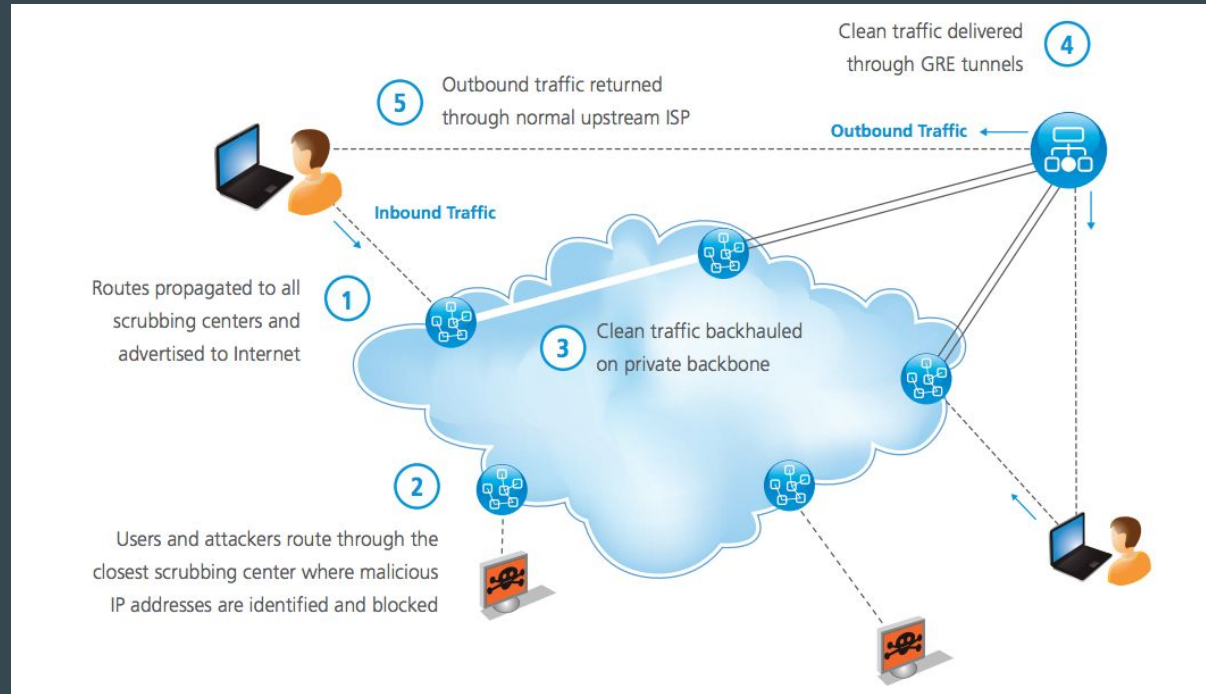 Clean traffic delivered
through GRE tunnels
4
5
Outbound traffic returned
through normal upstream ISP
Outbound Traffic
Inbound Traffic
Routes propagated to all
scrubbing centers and
advertised to Internet
1
3
Clean traffic backhauled
on private backbone
2
Users and attackers route through the
closest scrubbing center where malicious
IP addresses are identified and blocked